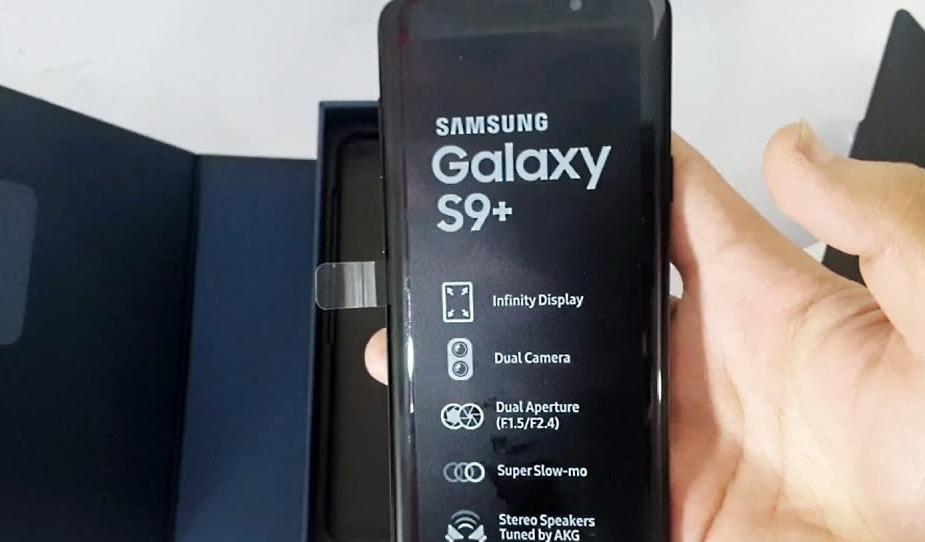 SAMSUNG
Galaxy
S9+
Infinity Display
Dual Camera
Dual Aperture
(F1.5/F2.4)
Super Slow-mo
Stereo Speakers
Tuned by AKG